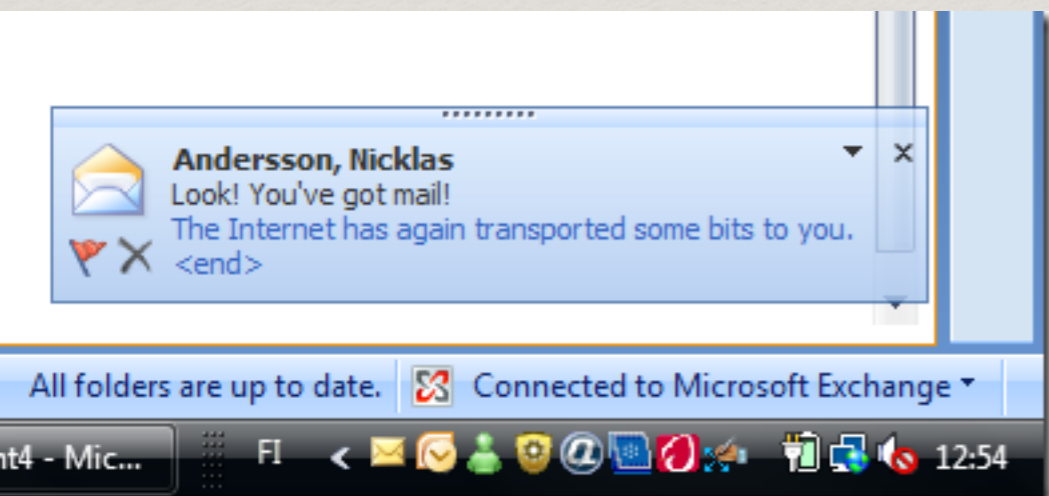 Andersson, Nicklas
Look! You've got mail!
The Internet has again transported some bits to you.
<end>
All folders are up to date. Connected to Microsoft Exchange
nt4 - Mic... FI 12:54